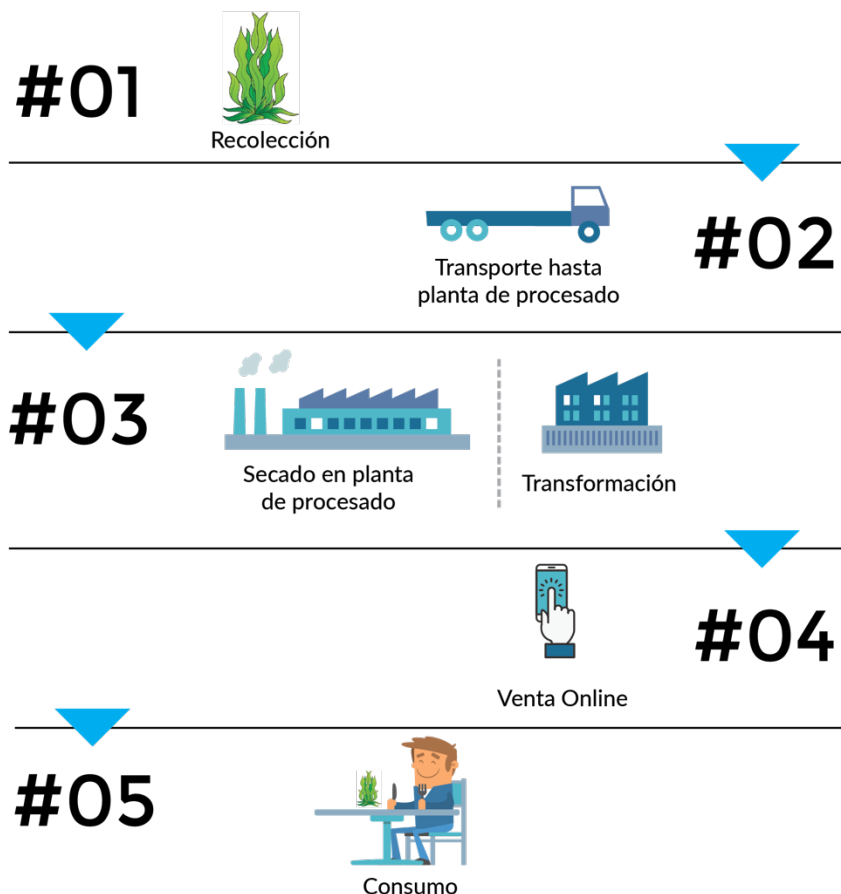 #01
Recolección
#02
Transporte hasta
planta de procesado
#03
Secado en planta
de procesado
Transformación
#04
Venta Online
#05
Consumo